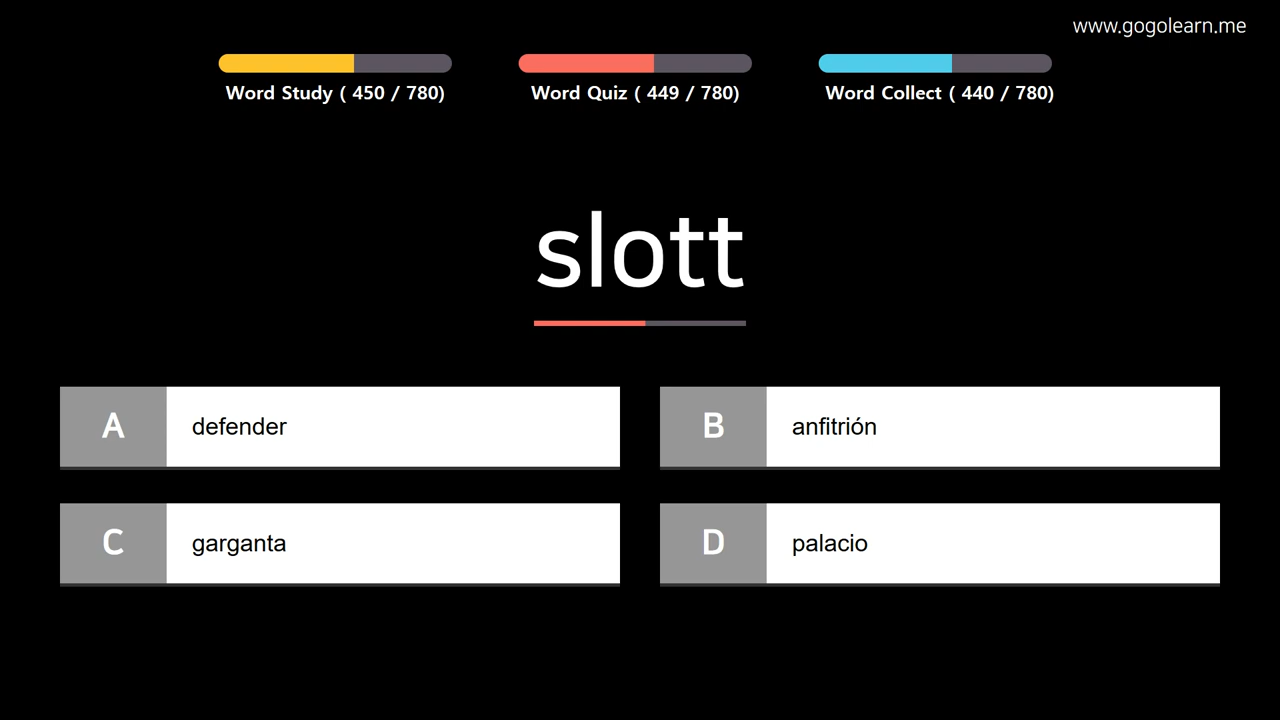 www.gogolearn.me
Word Study ( 450 / 780)
Word Quiz ( 449 / 780)
Word Collect ( 440 / 780)
slott
A defender
B anfitrión
C garganta
D palacio